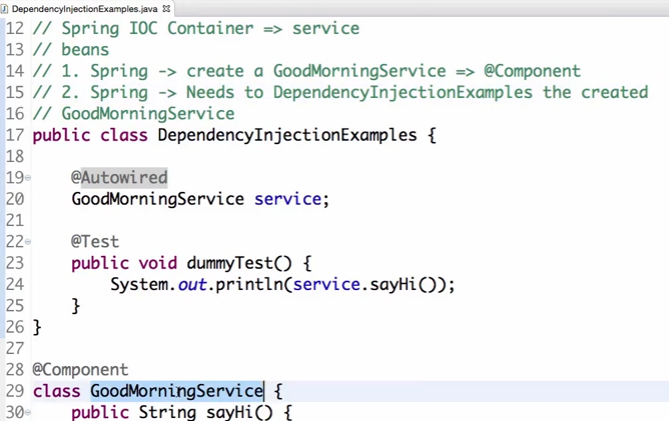 DependencyInjectionExamples.java
12 // Spring IOC Container => service
13 // beans
14 // 1. Spring -> create a GoodMorningService => @Component
15 // 2. Spring -> Needs to DependencyInjectionExamples the created
16 // GoodMorningService
17 public class DependencyInjectionExamples {
18
19 @Autowired
20 GoodMorningService service;
21
22 @Test
23 public void dummyTest() {
24 System.out.println(service.sayHi());
25 }
26 }
27
28 @Component
29 class GoodMorningService {
30 public String sayHi() {